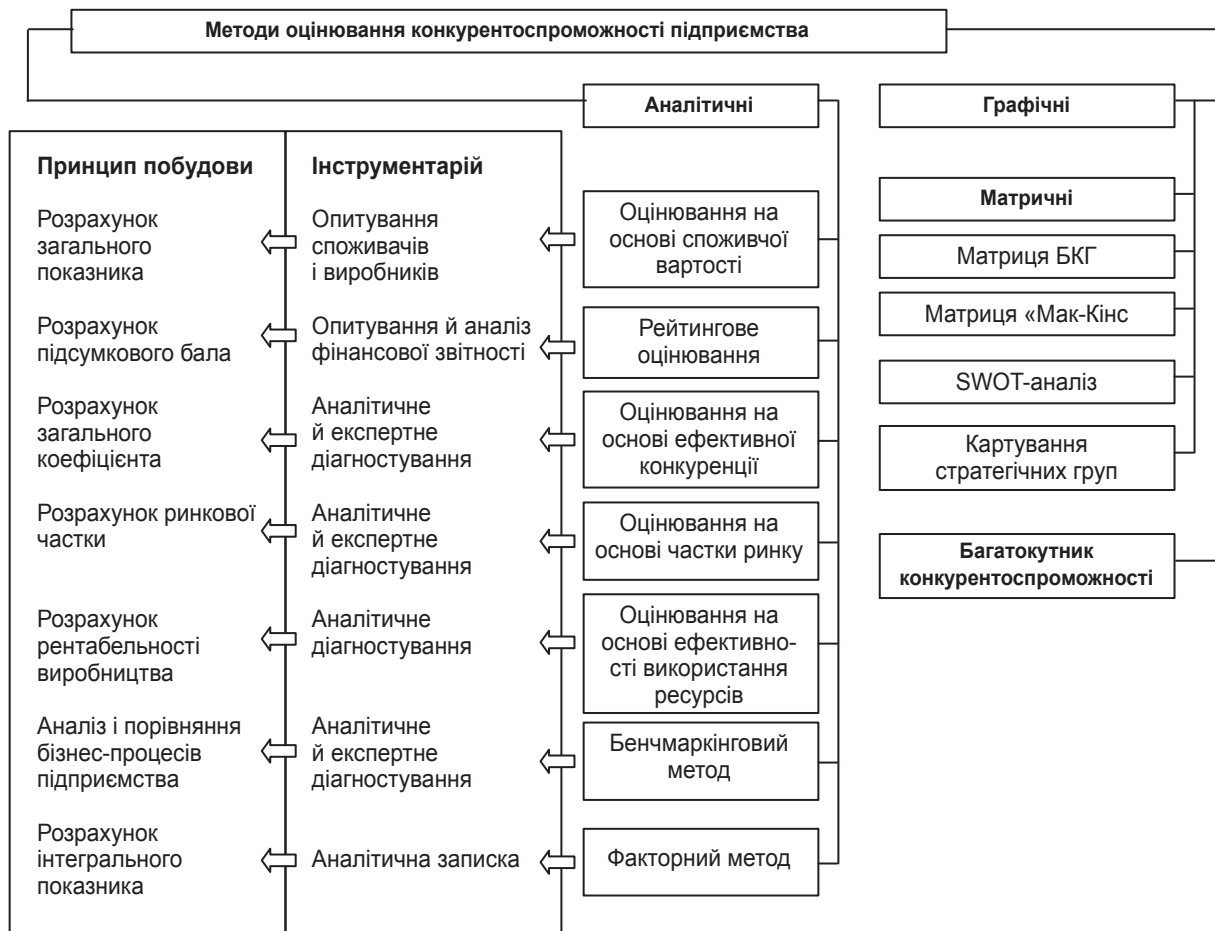 Методи оцінювання конкурентоспроможності підприємства
Аналітичні
Графічні
Принцип побудови
Інструментарій
Розрахунок
загального
показника
Опитування
споживачів
і виробників
Оцінювання на
основі споживчої
вартості
Розрахунок
підсумкового бала
Опитування й аналіз
фінансової звітності
Рейтингове
оцінювання
Розрахунок
загального
коефіцієнта
Аналітичне
й експертне
діагностування
Оцінювання на
основі ефективної
конкуренції
Розрахунок ринкової
частки
Аналітичне
й експертне
діагностування
Оцінювання на
основі частки ринку
Розрахунок
рентабельності
виробництва
Аналітичне
діагностування
Оцінювання на
основі ефективно-
сті використання
ресурсів
Аналіз і порівняння
бізнес-процесів
підприємства
Аналітичне
й експертне
діагностування
Бенчмаркінговий
метод
Розрахунок
інтегрального
показника
Аналітична записка
Факторний метод
Матричні
Матриця БКГ
Матриця «Мак-Кінс
SWOT-аналіз
Картування
стратегічних груп
Багатокутник
конкурентоспроможності